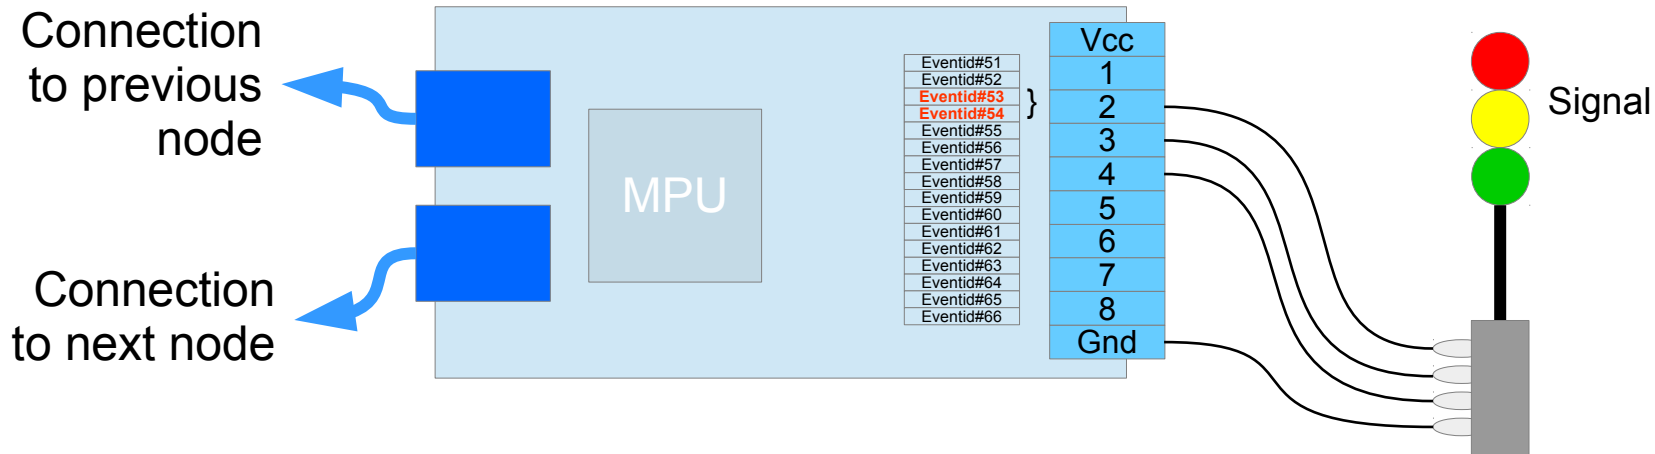 Connection
to previous
node
Connection
to next node
MPU
Eventid#51
Eventid#52
Eventid#53
Eventid#54
Eventid#55
Eventid#56
Eventid#57
Eventid#58
Eventid#59
Eventid#60
Eventid#61
Eventid#62
Eventid#63
Eventid#64
Eventid#65
Eventid#66
}
Vcc
1
2
3
4
5
6
7
8
Gnd
Signal